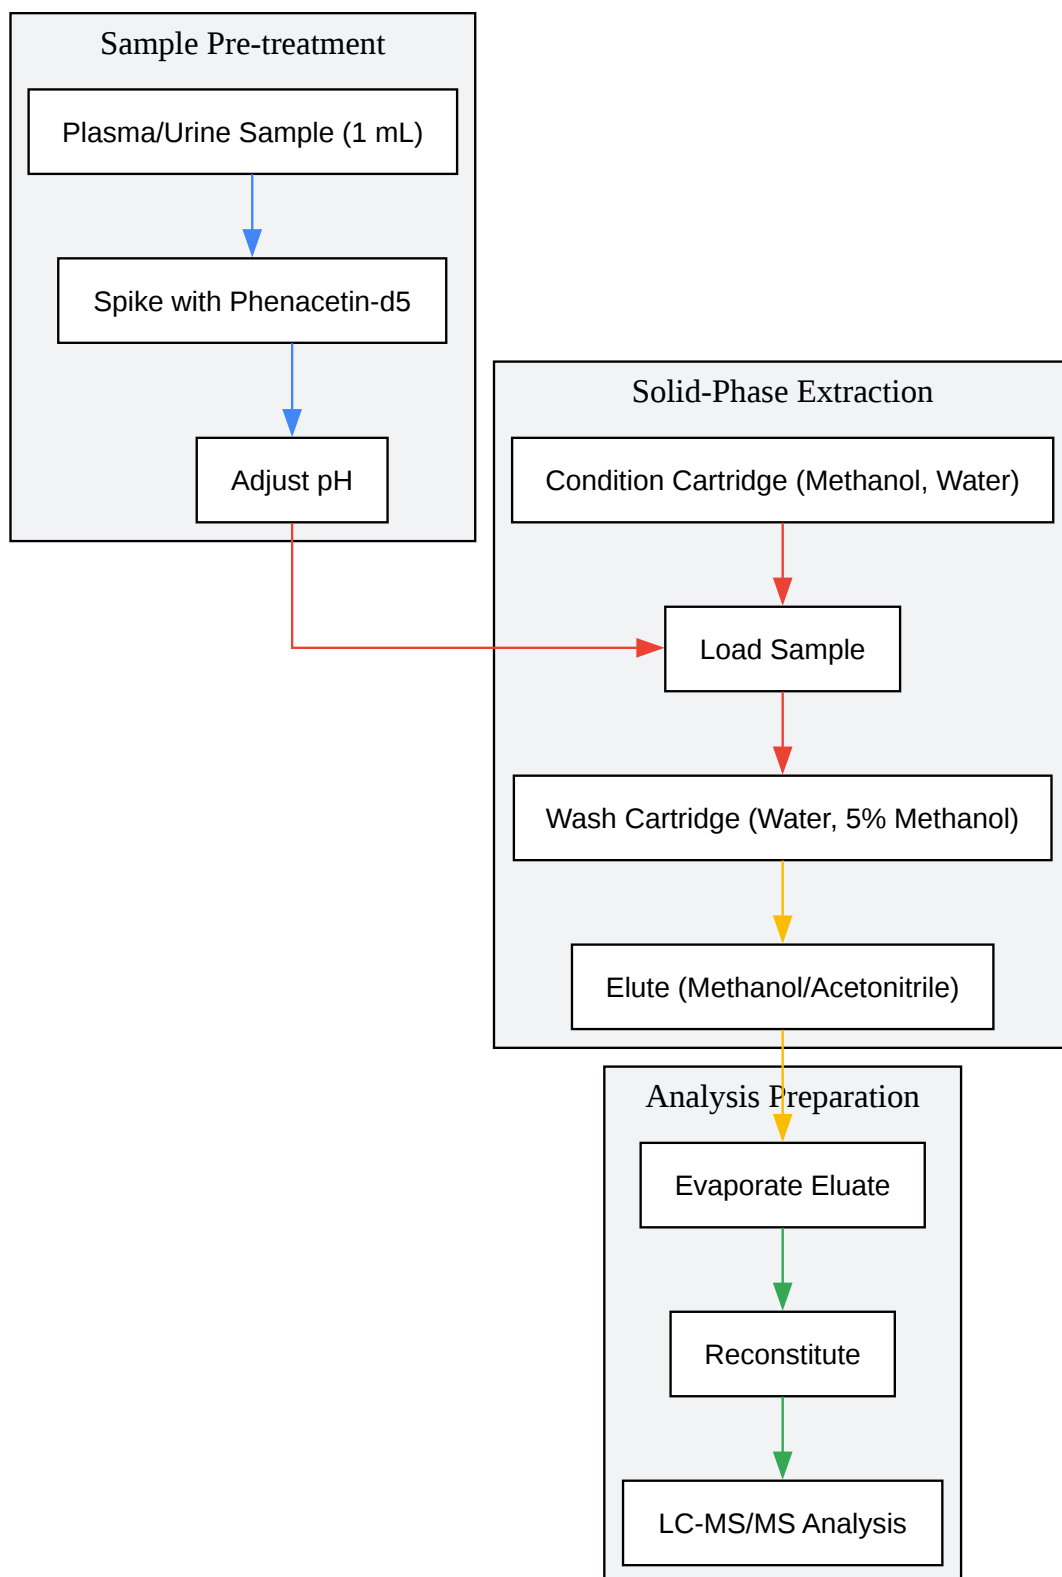 Sample Pre-treatment
Plasma/Urine Sample (1 mL)
Spike with Phenacetin-d5
Adjust pH
Solid-Phase Extraction
Condition Cartridge (Methanol, Water)
Load Sample
Wash Cartridge (Water, 5% Methanol)
Elute (Methanol/Acetonitrile)
Analysis Preparation
Evaporate Eluate
Reconstitute
LC-MS/MS Analysis